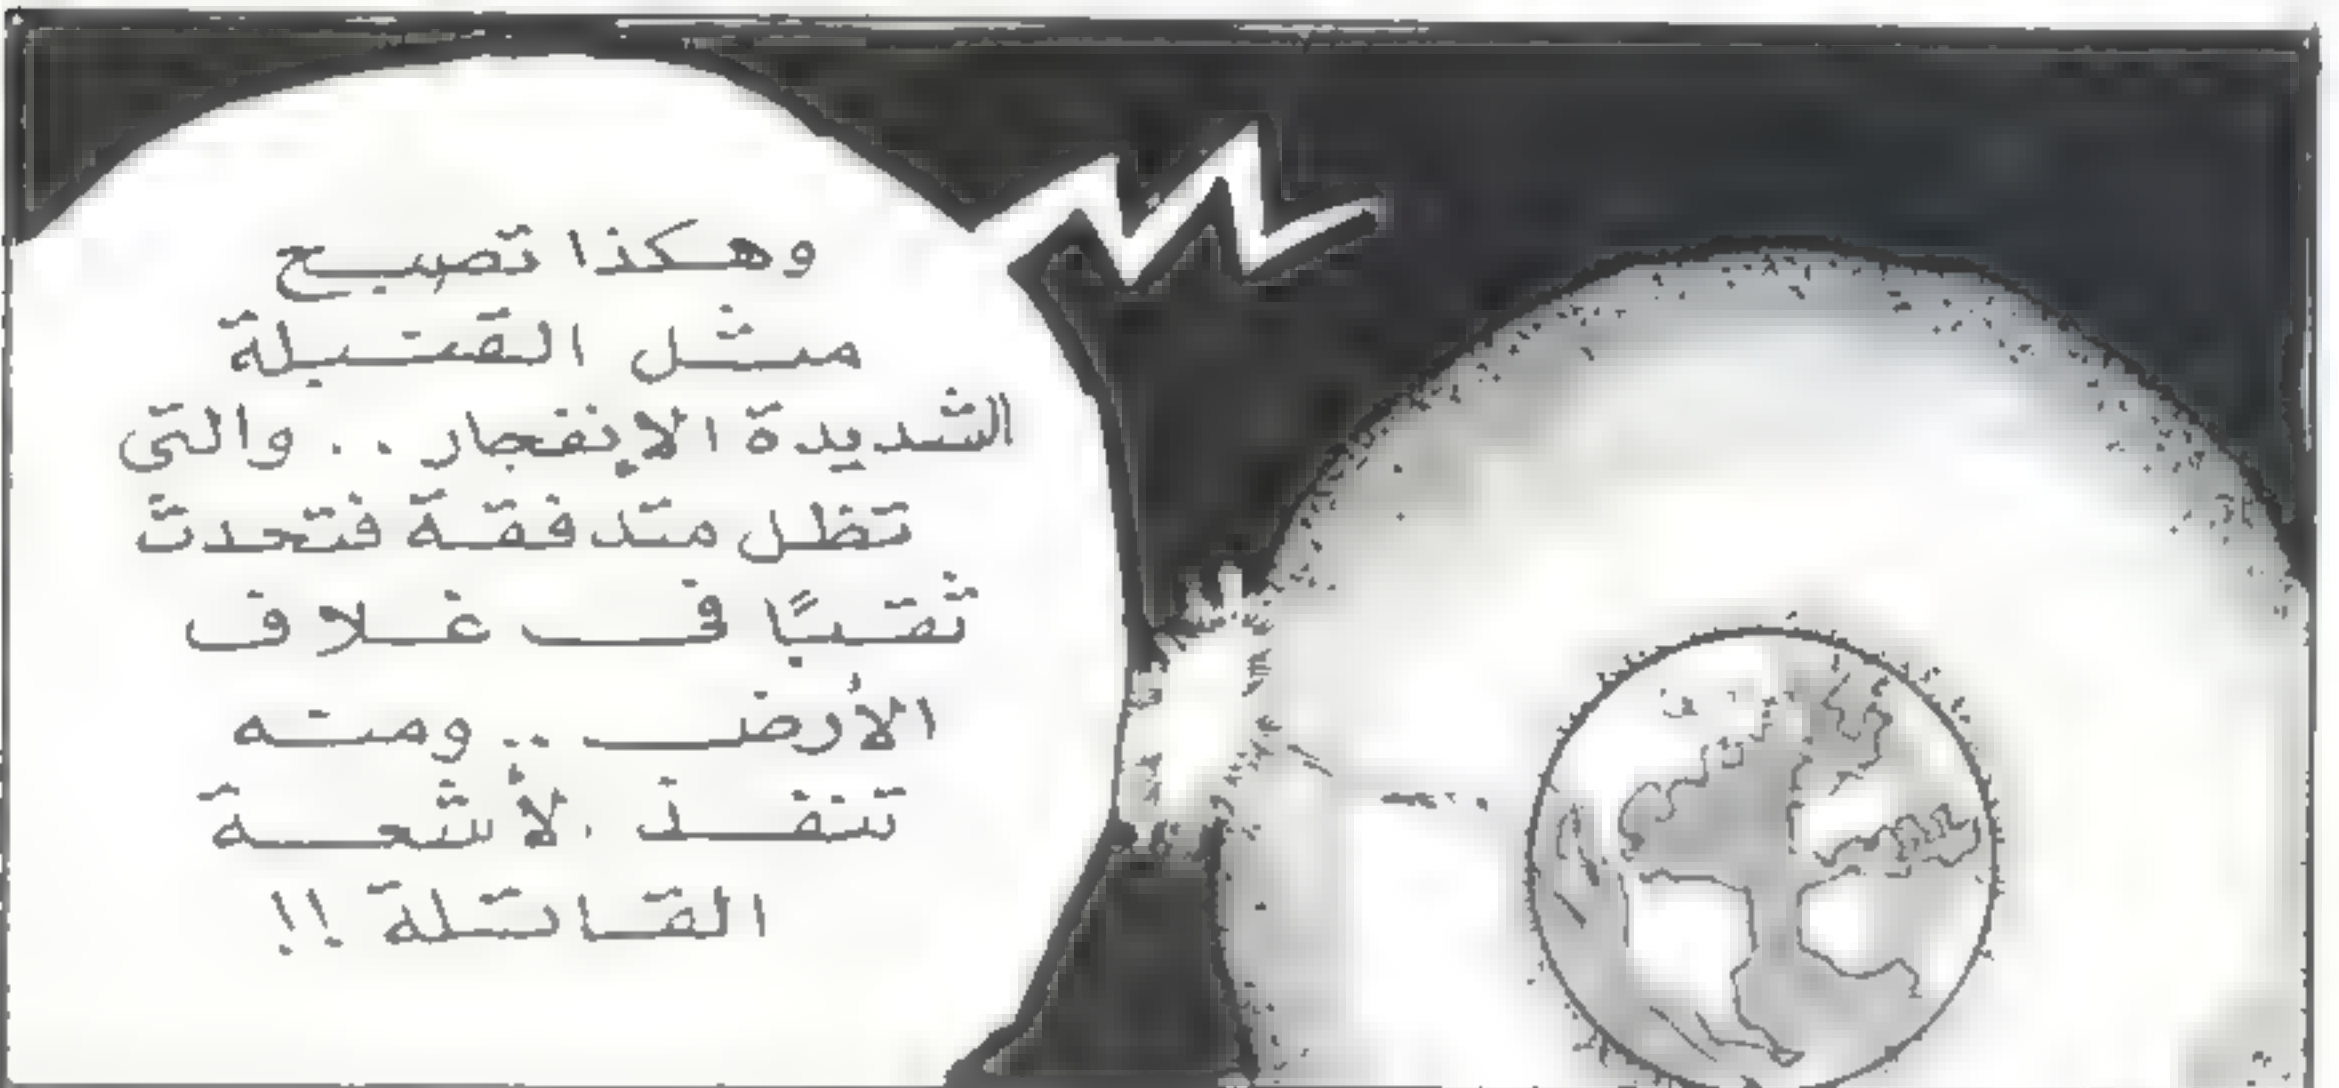 وهكذا تصبح
مثل القنبلة
الشديدة الإنفجار .. والتى
تظل متدفقة فتحدث
ثقبًا فى غلاف
الأرض .. ومنه
تنفذ الأشعة
القاتلة !!